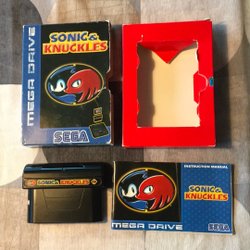 SONIC &
KNUCKLES
MEGA DRIVE
SEGA
SONIC & KNUCKLES
INSTRUCTION MANUAL
SONIC &
KNUCKLES
MEGA DRIVE
SEGA